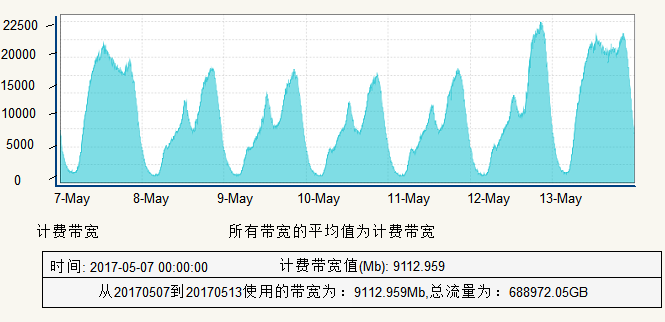 22500
20000
15000
10000
5000
0
7-May 8-May 9-May 10-May 11-May 12-May 13-May
计费带宽 所有带宽的平均值为计费带宽
时间: 2017-05-07 00:00:00 计费带宽值(Mb): 9112.959
从20170507到20170513使用的带宽为：9112.959Mb,总流量为：688972.05GB